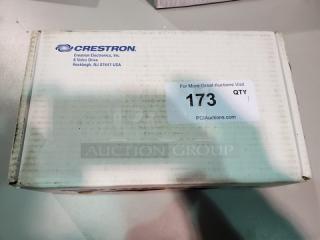 CRESTRON
Crestron Electronics, Inc.
6 Volvo Drive
Rockleigh, NJ 07647 USA
For More Great Auctions Visit
173
QTY
PCIAuctions.com
AUCTION GROUP